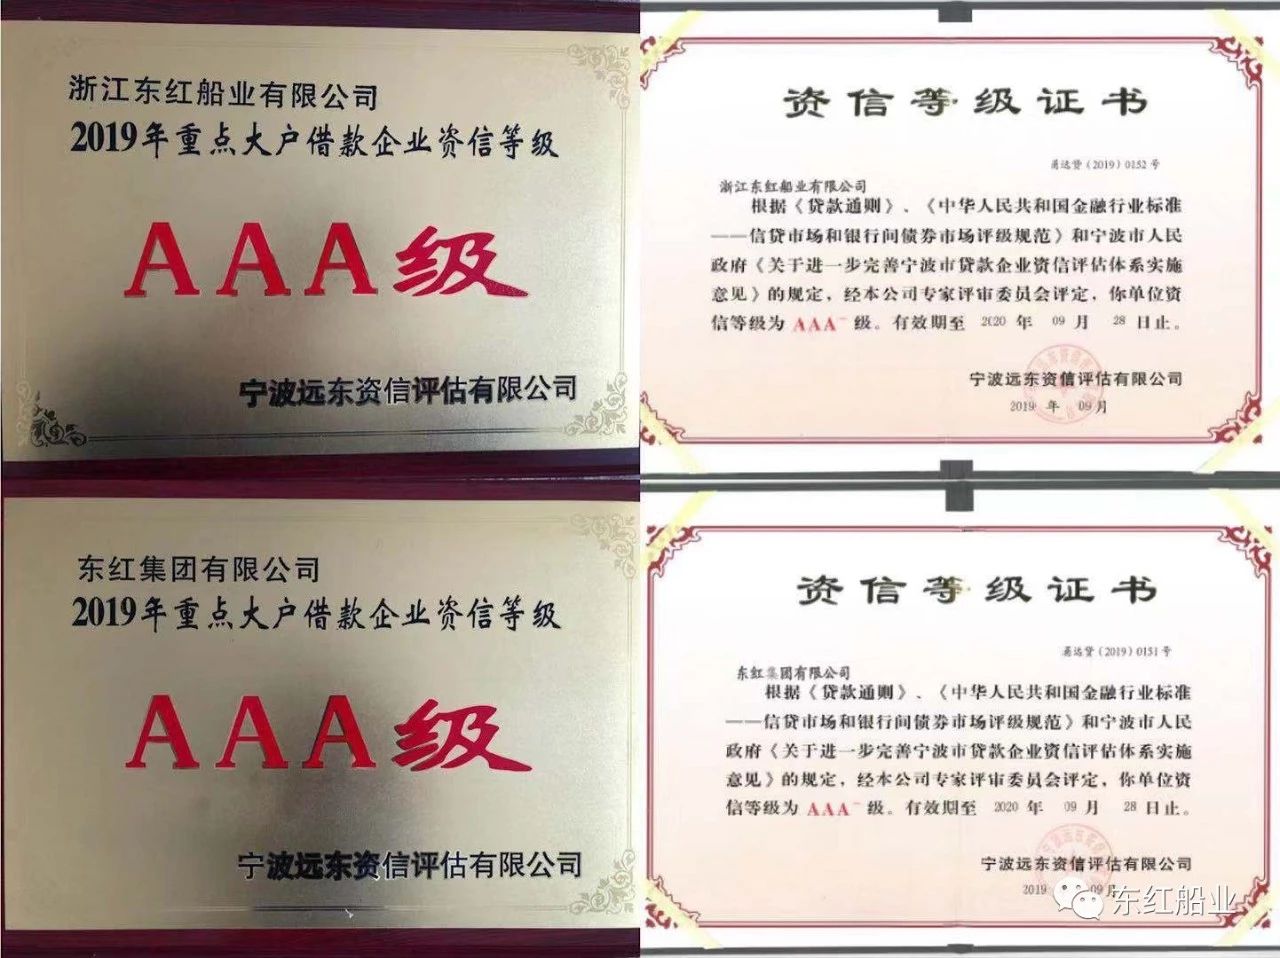 浙江东红船业有限公司
2019年重点大户借款企业资信等级
AAA级
宁波远东资信评估有限公司
资信等级证书
甬远贷（2019）0152号
浙江东红船业有限公司
根据《贷款通则》、《中华人民共和国金融行业标准
——信贷市场和银行间债券市场评级规范》和宁波市人民
政府《关于进一步完善宁波市贷款企业资信评估体系实施
意见》的规定，经本公司专家评审委员会评定，你单位资
信等级为 AAA⁻ 级。有效期至 2020 年 09 月 28 日止。
宁波远东资信评估有限公司
2019 年 09 月
东红集团有限公司
2019年重点大户借款企业资信等级
AAA级
宁波远东资信评估有限公司
资信等级证书
甬远贷（2019）0151号
东红集团有限公司
根据《贷款通则》、《中华人民共和国金融行业标准
——信贷市场和银行间债券市场评级规范》和宁波市人民
政府《关于进一步完善宁波市贷款企业资信评估体系实施
意见》的规定，经本公司专家评审委员会评定，你单位资
信等级为 AAA⁻ 级。有效期至 2020 年 09 月 28 日止。
宁波远东资信评估有限公司
2019 09 月
东红船业